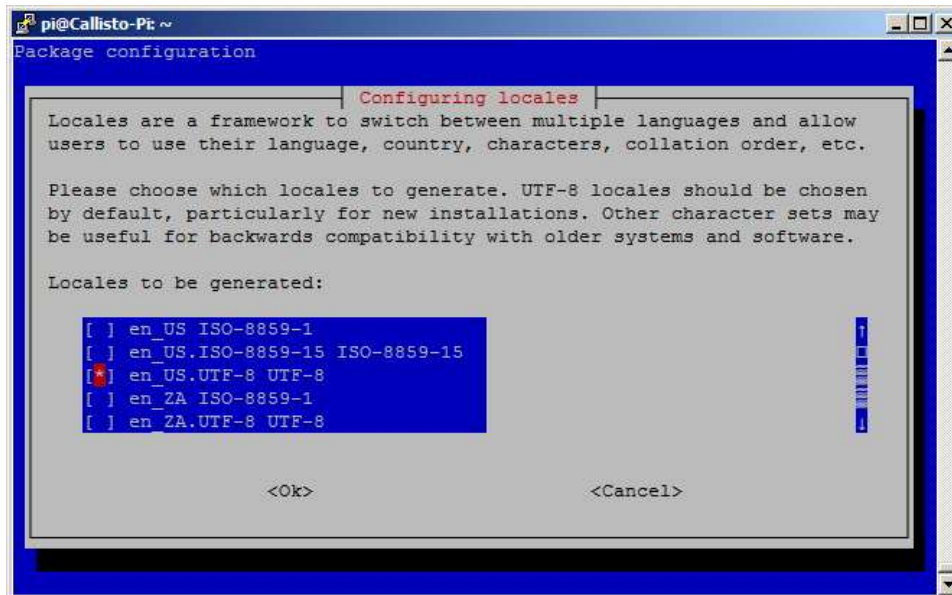 pi@Callisto-Pi: ~
Package configuration
Configuring locales
Locales are a framework to switch between multiple languages and allow
users to use their language, country, characters, collation order, etc.
Please choose which locales to generate. UTF-8 locales should be chosen
by default, particularly for new installations. Other character sets may
be useful for backwards compatibility with older systems and software.
Locales to be generated:
[ ] en_US ISO-8859-1
[ ] en_US.ISO-8859-15 ISO-8859-15
[*] en_US.UTF-8 UTF-8
[ ] en_ZA ISO-8859-1
[ ] en_ZA.UTF-8 UTF-8
<Ok> <Cancel>